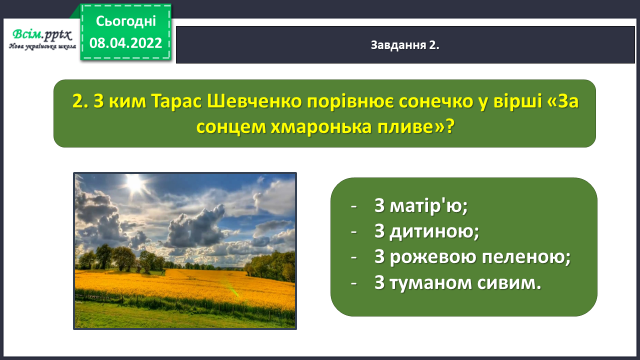 Всім.pptx
Нова українська школа
Сьогодні
08.04.2022
Завдання 2.
2. З ким Тарас Шевченко порівнює сонечко у вірші «За
сонцем хмаронька пливе»?
- З матір'ю;
- З дитиною;
- З рожевою пеленою;
- З туманом сивим.